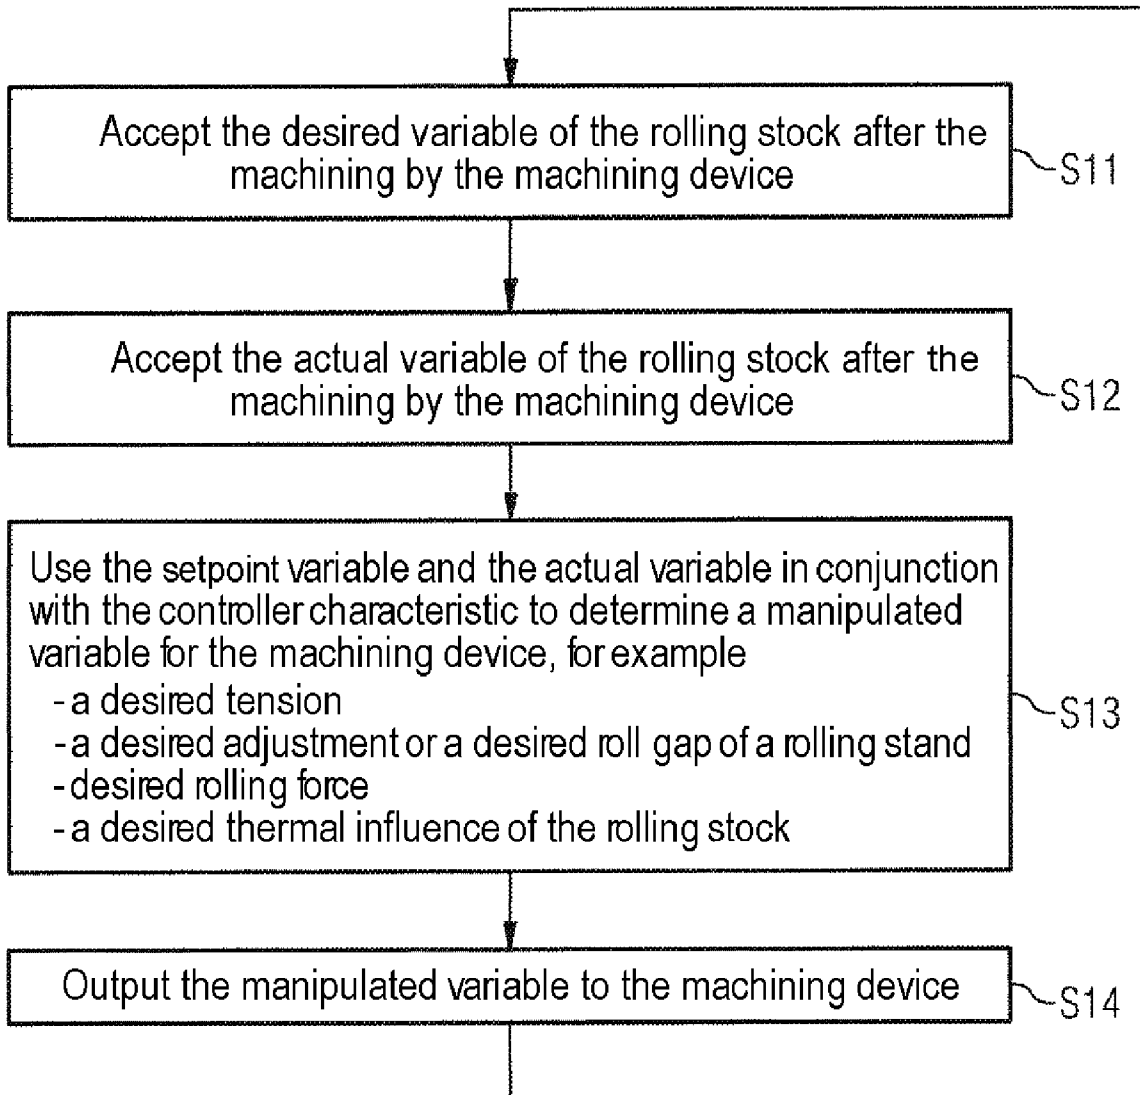 Accept the desired variable of the rolling stock after the
machining by the machining device
S11
Accept the actual variable of the rolling stock after the
machining by the machining device
S12
Use the setpoint variable and the actual variable in conjunction
with the controller characteristic to determine a manipulated
variable for the machining device, for example
- a desired tension
- a desired adjustment or a desired roll gap of a rolling stand
- desired rolling force
- a desired thermal influence of the rolling stock
S13
Output the manipulated variable to the machining device
S14